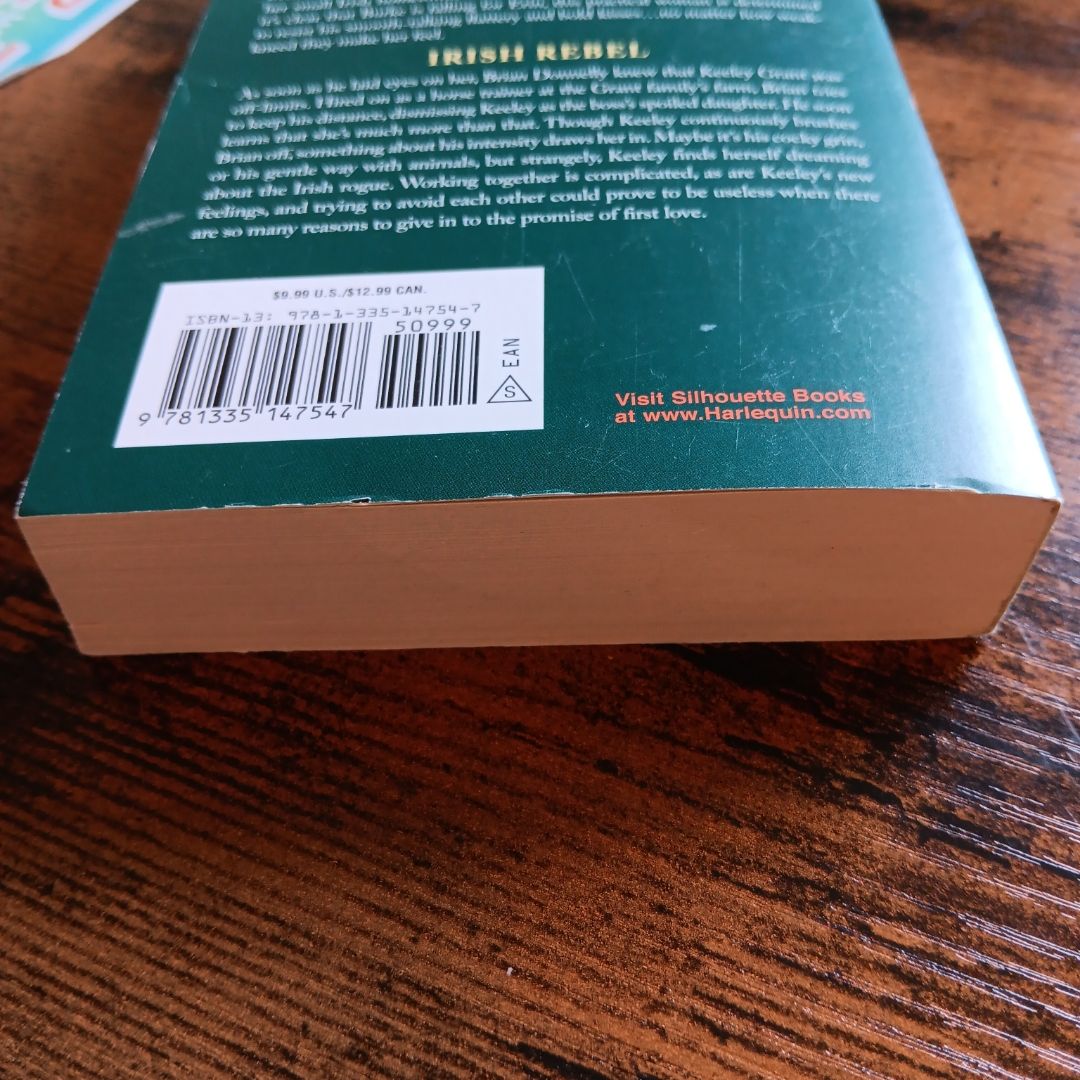 IRISH REBEL
As soon as he laid eyes on her, Brian Donnelly knew that Keeley Grant was
off-limits. Hired on as a horse trainer at the Grant family's farm, Brian tries
to keep his distance, dismissing Keeley as the boss's spoiled daughter. He soon
learns that she's much more than that. Though Keeley continuously brushes
Brian off, something about his intensity draws her in. Maybe it's his cocky grin,
or his gentle way with animals, but strangely, Keeley finds herself dreaming
about the Irish rogue. Working together is complicated, as are Keeley's new
feelings, and trying to avoid each other could prove to be useless when there
are so many reasons to give in to the promise of first love.
$9.99 U.S./$12.99 CAN.
ISBN-13: 978-1-335-14754-7
50999
EAN
S
9 781335 147547
Visit Silhouette Books
at www.Harlequin.com